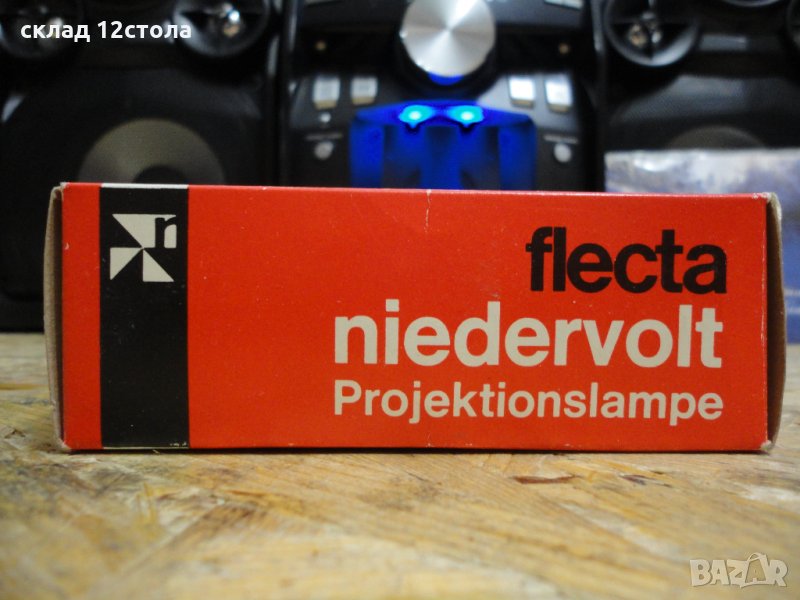 склад 12стола
r
flecta
niedervolt
Projektionslampe
BAZAR